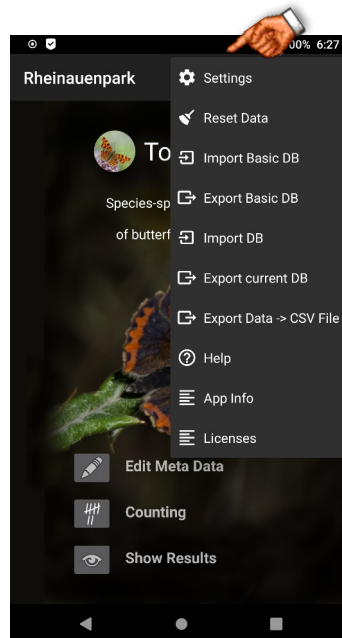 00% 6:27
Rheinauenpark
Settings
Reset Data
Import Basic DB
Export Basic DB
Import DB
Export current DB
Export Data -> CSV File
Help
App Info
Licenses
To
Species-sp
of butterf
Edit Meta Data
Counting
Show Results